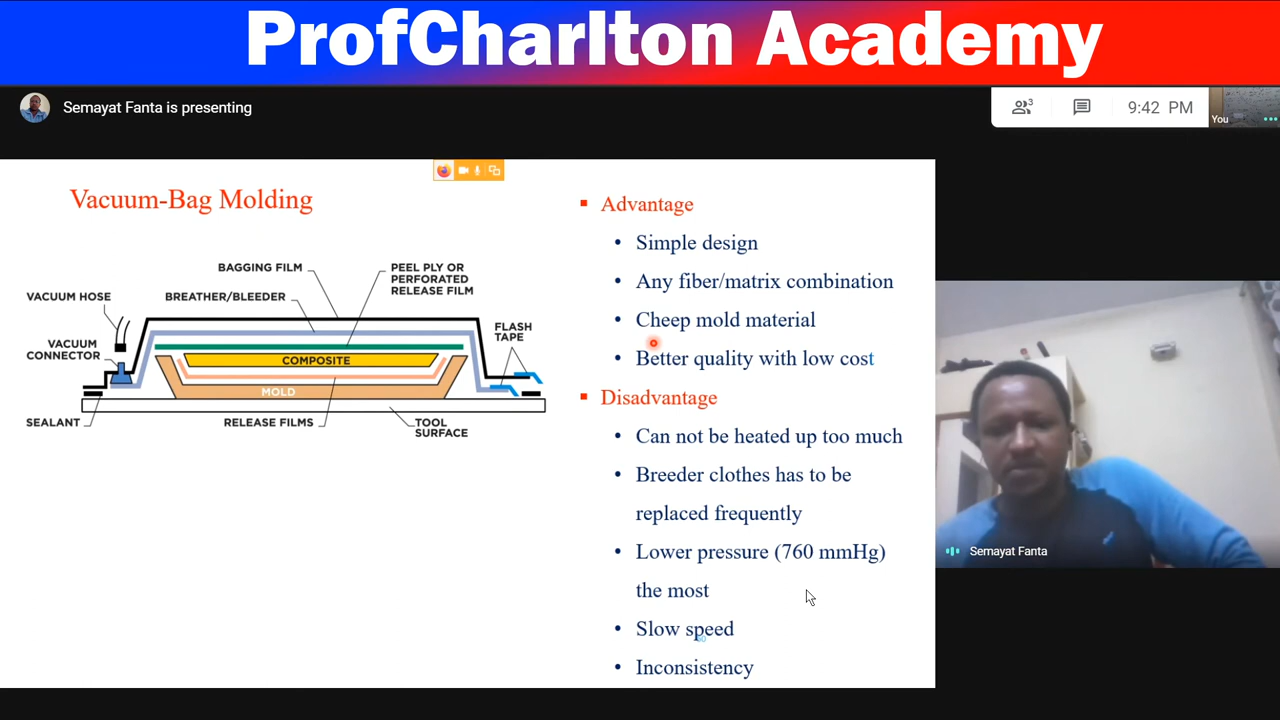 ProfCharlton Academy
Semayat Fanta is presenting
3
9:42 PM
You
Vacuum-Bag Molding
BAGGING FILM
PEEL PLY OR
PERFORATED
RELEASE FILM
VACUUM HOSE
BREATHER/BLEEDER
FLASH
TAPE
VACUUM
CONNECTOR
COMPOSITE
MOLD
SEALANT
RELEASE FILMS
TOOL
SURFACE
Advantage
• Simple design
• Any fiber/matrix combination
• Cheep mold material
• Better quality with low cost
Disadvantage
• Can not be heated up too much
• Breeder clothes has to be
replaced frequently
• Lower pressure (760 mmHg)
the most
• Slow speed
• Inconsistency
Semayat Fanta